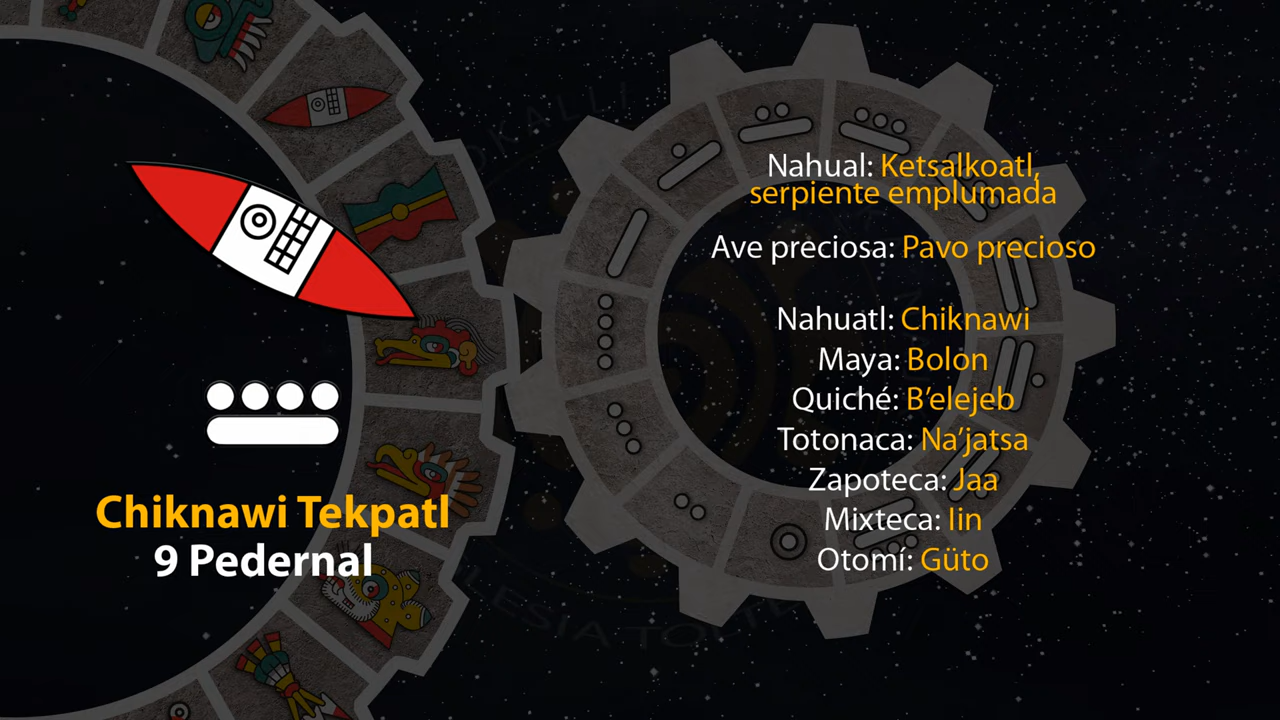 Chiknawi Tekpatl
9 Pedernal
Nahual: Ketsalkoatl,
serpiente emplumada
Ave preciosa: Pavo precioso
Nahuatl: Chiknawi
Maya: Bolon
Quiché: B’elejeb
Totonaca: Na’jatsa
Zapoteca: Jaa
Mixteca: Iin
Otomí: Güto